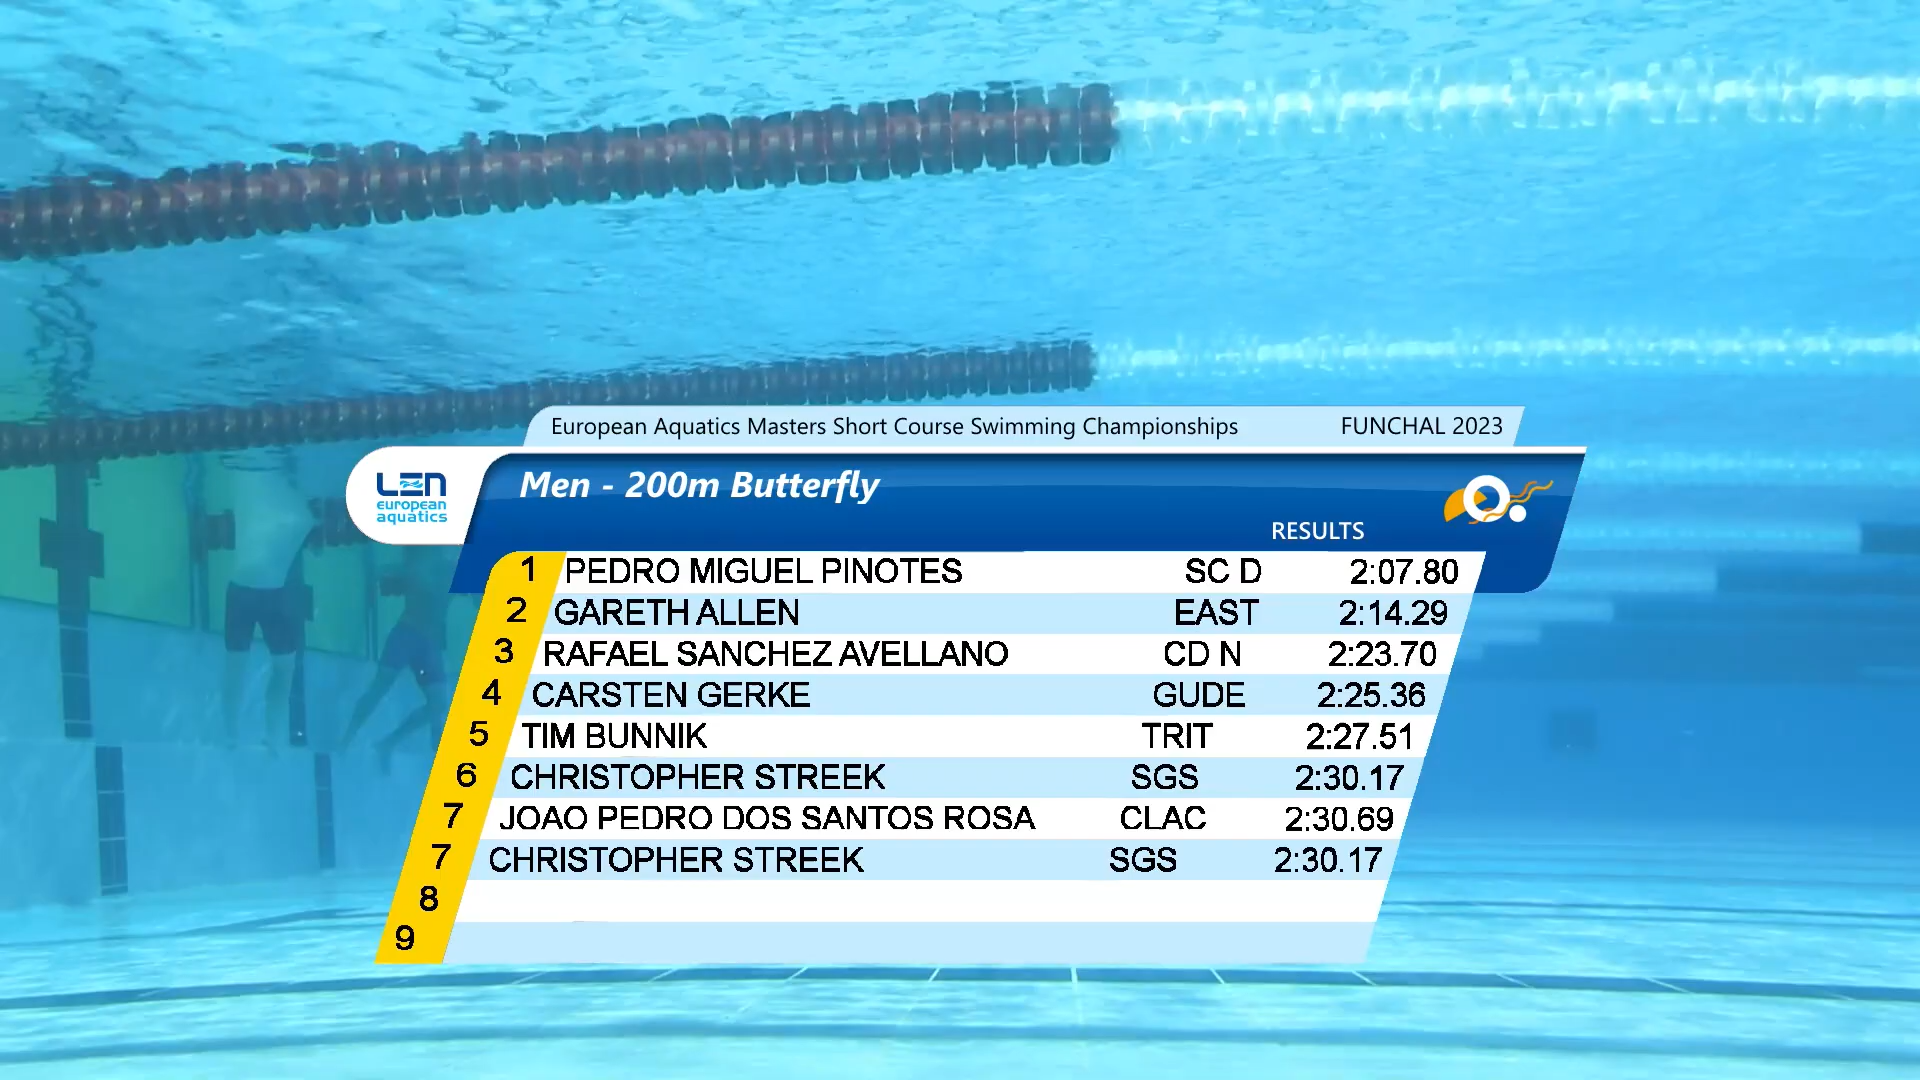 European Aquatics Masters Short Course Swimming Championships FUNCHAL 2023
LEN
european
aquatics
Men - 200m Butterfly
RESULTS
1 PEDRO MIGUEL PINOTES SC D 2:07.80
2 GARETH ALLEN EAST 2:14.29
3 RAFAEL SANCHEZ AVELLANO CD N 2:23.70
4 CARSTEN GERKE GUDE 2:25.36
5 TIM BUNNIK TRIT 2:27.51
6 CHRISTOPHER STREEK SGS 2:30.17
7 JOAO PEDRO DOS SANTOS ROSA CLAC 2:30.69
7 CHRISTOPHER STREEK SGS 2:30.17
8
9